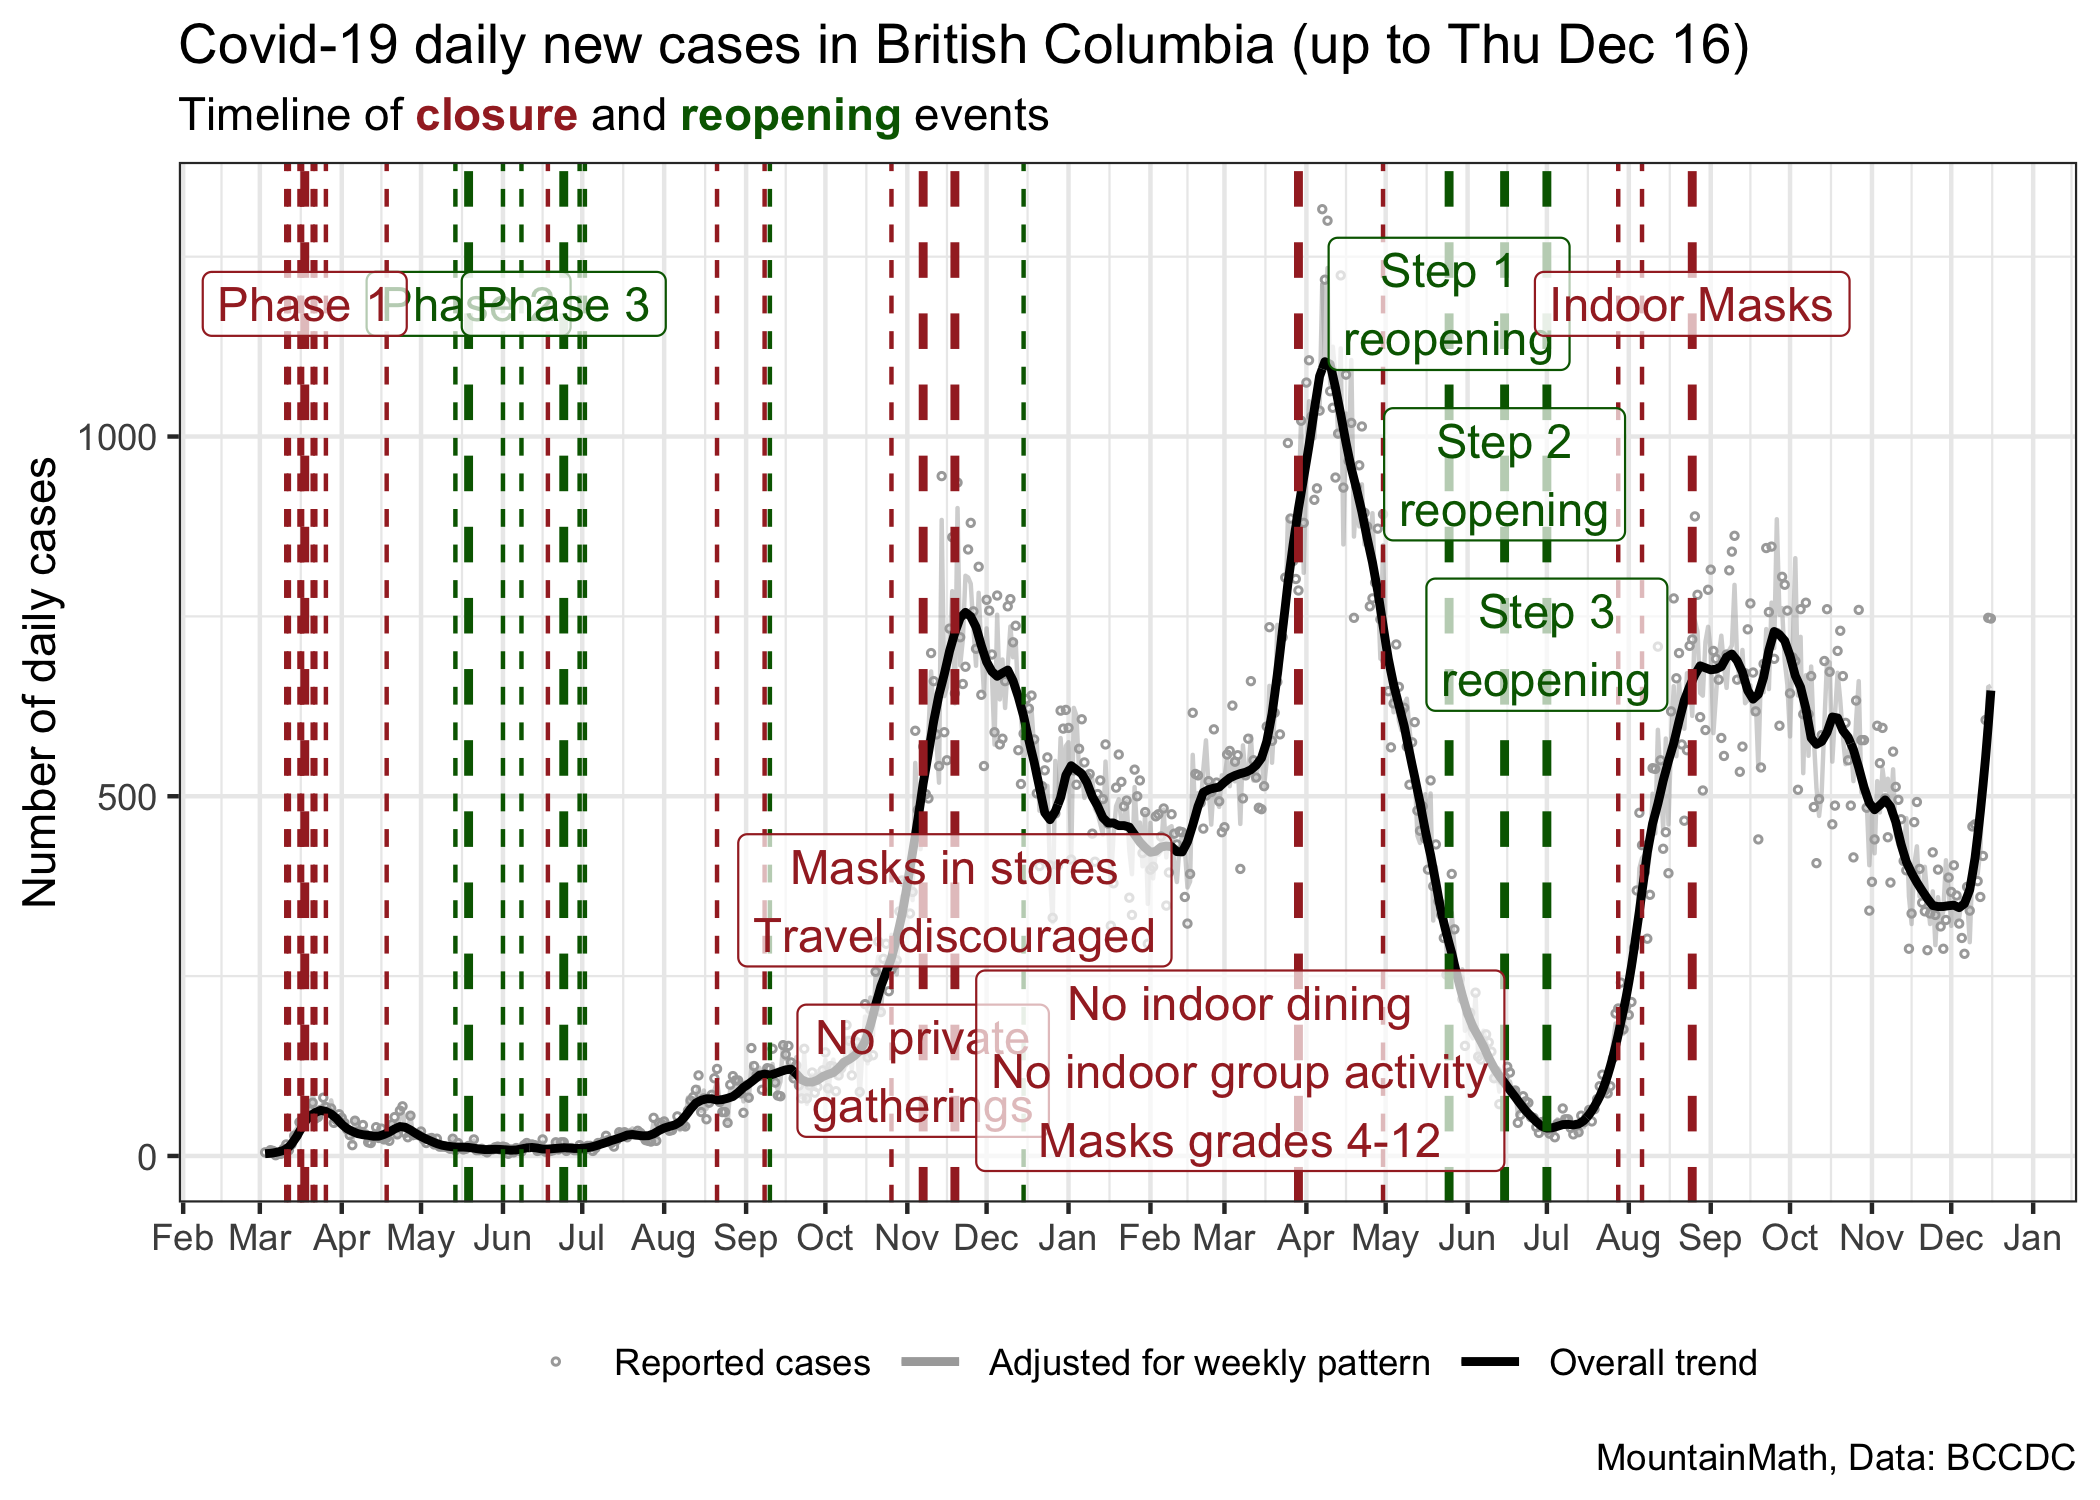 Covid-19 daily new cases in British Columbia (up to Thu Dec 16)
Timeline of closure and reopening events
Number of daily cases
1000
500
0
Phase 1
Phase 2
Phase 3
Step 1
reopening
Indoor Masks
Step 2
reopening
Step 3
reopening
Masks in stores
Travel discouraged
No private
gatherings
No indoor dining
No indoor group activity
Masks grades 4-12
Feb Mar Apr May Jun Jul Aug Sep Oct Nov Dec Jan Feb Mar Apr May Jun Jul Aug Sep Oct Nov Dec Jan
Reported cases Adjusted for weekly pattern Overall trend
MountainMath, Data: BCCDC